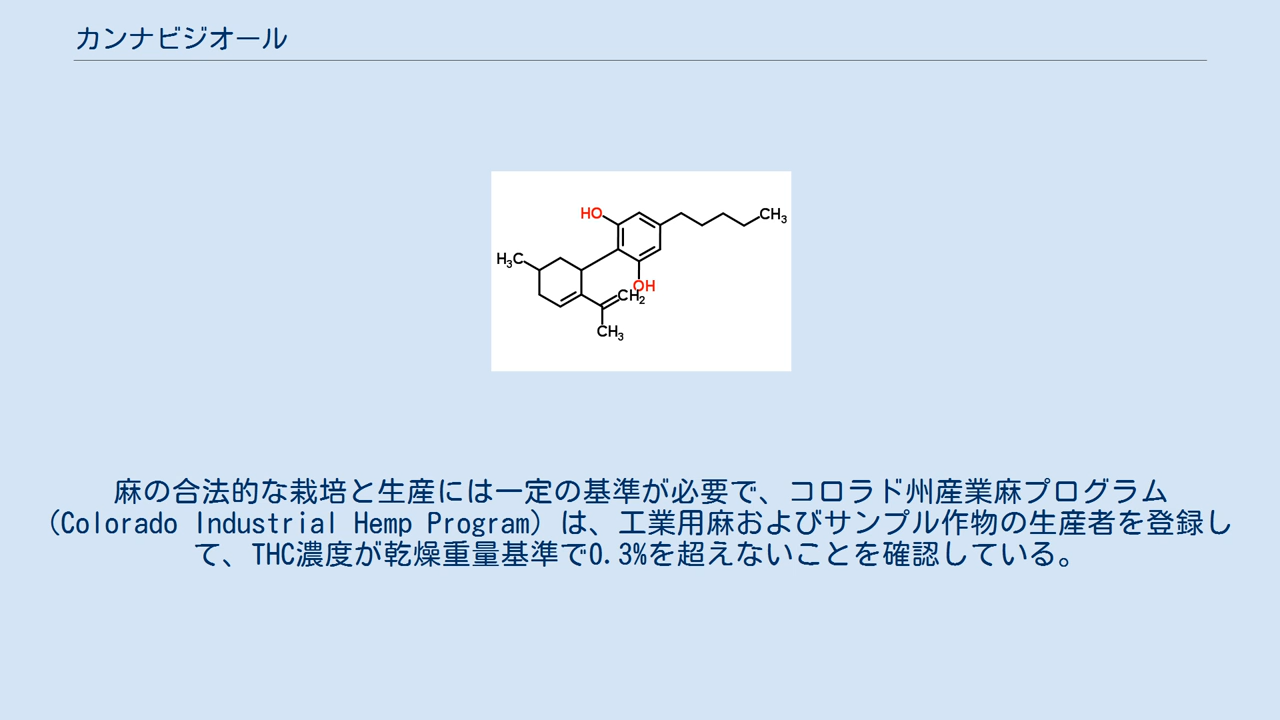 カンナビジオール
HO
CH3
H3C
OH
CH2
CH3
麻の合法的な栽培と生産には一定の基準が必要で、コロラド州産業麻プログラム
（Colorado Industrial Hemp Program）は、工業用麻およびサンプル作物の生産者を登録し
て、THC濃度が乾燥重量基準で0.3%を超えないことを確認している。